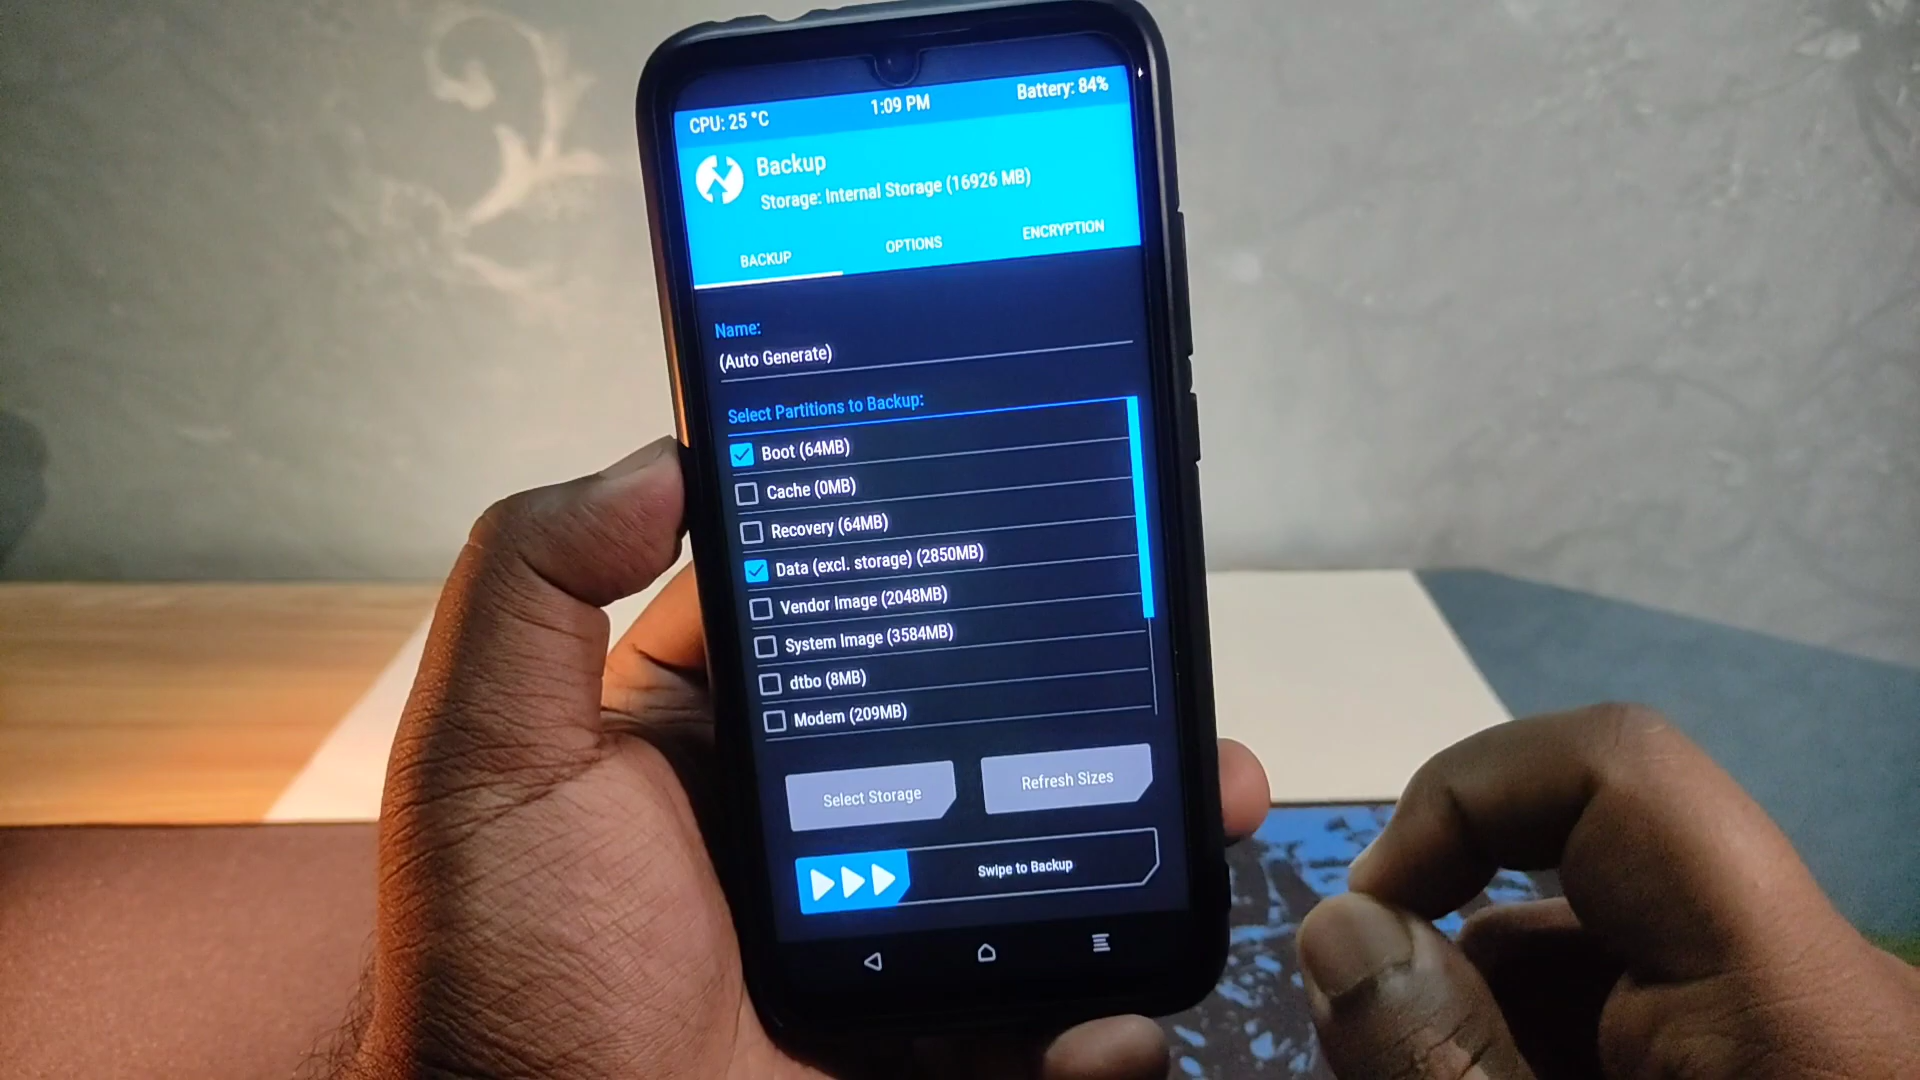 CPU: 25 °C 1:09 PM Battery: 84%
Backup
Storage: Internal Storage (16926 MB)
BACKUP OPTIONS ENCRYPTION
Name:
(Auto Generate)
Select Partitions to Backup:
Boot (64MB)
Cache (0MB)
Recovery (64MB)
Data (excl. storage) (2850MB)
Vendor Image (2048MB)
System Image (3584MB)
dtbo (8MB)
Modem (209MB)
Select Storage Refresh Sizes
Swipe to Backup